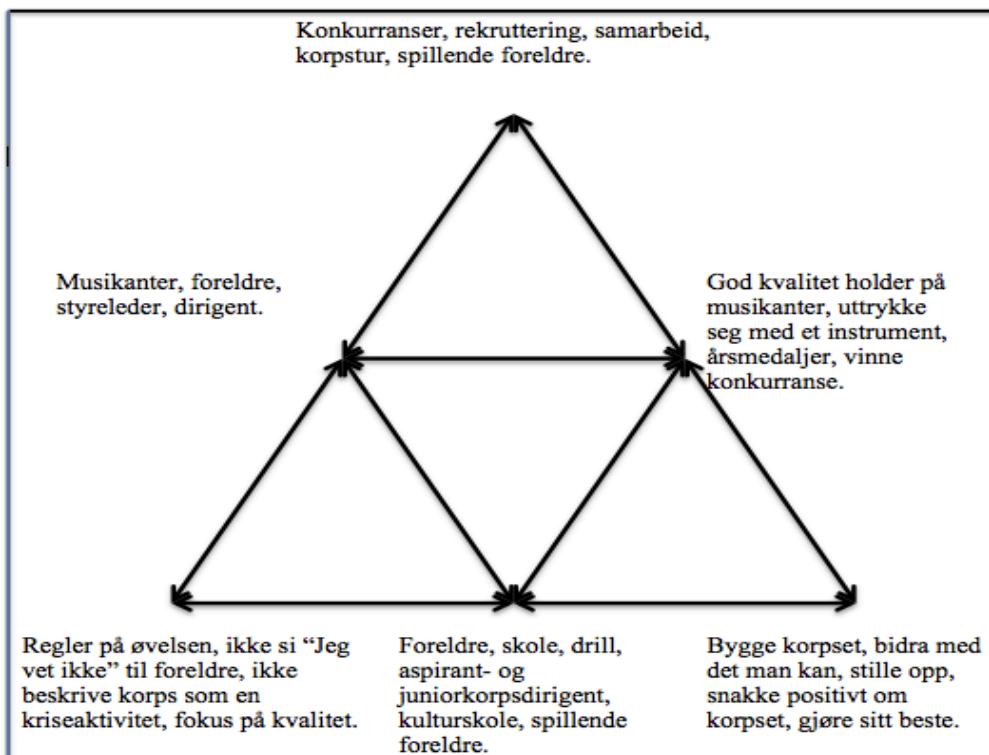 Konkurranser, rekruttering, samarbeid,
korpstur, spillende foreldre.
Musikanter, foreldre,
styreleder, dirigent.
God kvalitet holder på
musikanter, uttrykke
seg med et instrument,
årsmedaljer, vinne
konkurranse.
Regler på øvelsen, ikke si “Jeg
vet ikke” til foreldre, ikke
beskrive korps som en
kriseaktivitet, fokus på kvalitet.
Foreldre, skole, drill,
aspirant- og
juniorkorpsdirigent,
kulturskole, spillende
foreldre.
Bygge korpset, bidra med
det man kan, stille opp,
snakke positivt om
korpset, gjøre sitt beste.